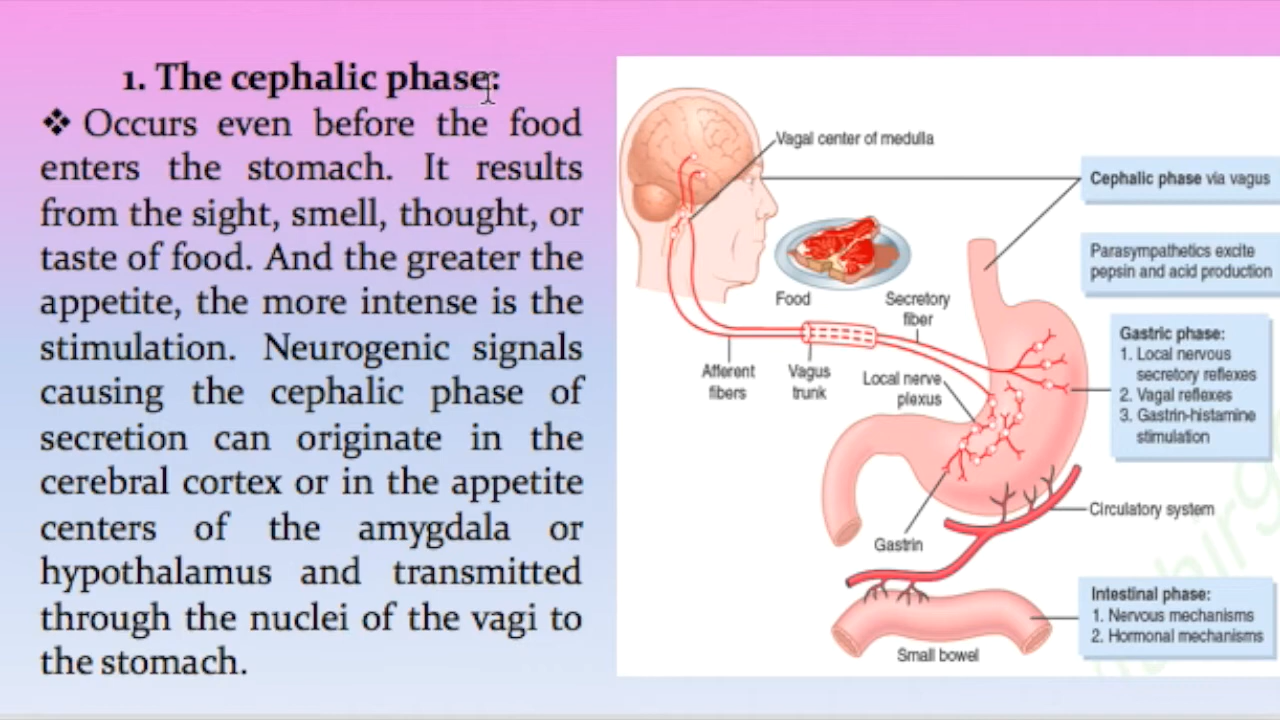 1. The cephalic phase:
❖ Occurs even before the food
enters the stomach. It results
from the sight, smell, thought, or
taste of food. And the greater the
appetite, the more intense is the
stimulation. Neurogenic signals
causing the cephalic phase of
secretion can originate in the
cerebral cortex or in the appetite
centers of the amygdala or
hypothalamus and transmitted
through the nuclei of the vagi to
the stomach.
Vagal center of medulla
Cephalic phase via vagus
Parasympathetics excite
pepsin and acid production
Food
Secretory
fiber
Gastric phase:
1. Local nervous
secretory reflexes
2. Vagal reflexes
3. Gastrin-histamine
stimulation
Afferent
fibers
Vagus
trunk
Local nerve
plexus
Circulatory system
Gastrin
Intestinal phase:
1. Nervous mechanisms
2. Hormonal mechanisms
Small bowel